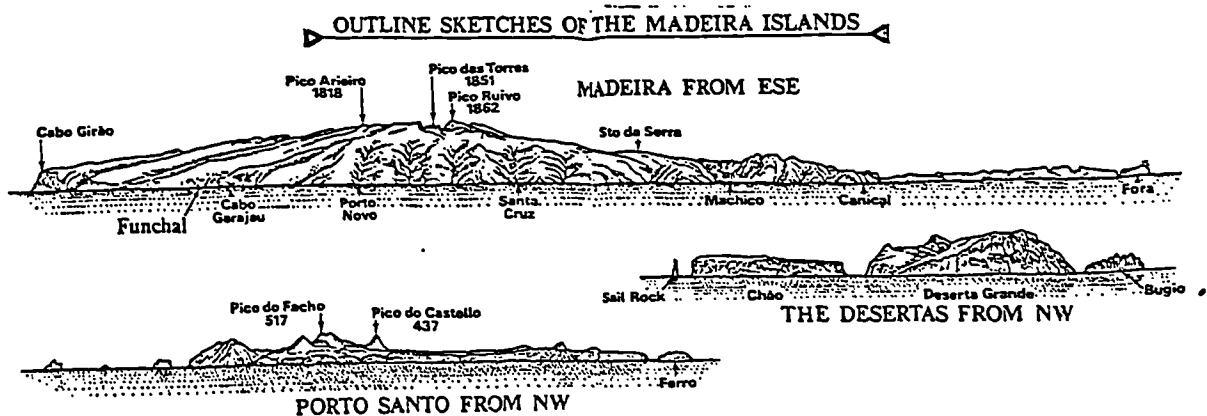 OUTLINE SKETCHES OF THE MADEIRA ISLANDS
MADEIRA FROM ESE
Pico Arieiro
1818
Pico das Torres
1851
Pico Ruivo
1862
Cabo Girão
Sto da Serra
Funchal
Cabo
Garajau
Porto
Novo
Santa
Cruz
Machico
Caniçal
Fora
Sail Rock
Chão
Deserta Grande
Bugio
THE DESERTAS FROM NW
Pico do Facho
517
Pico do Castello
437
Ferro
PORTO SANTO FROM NW